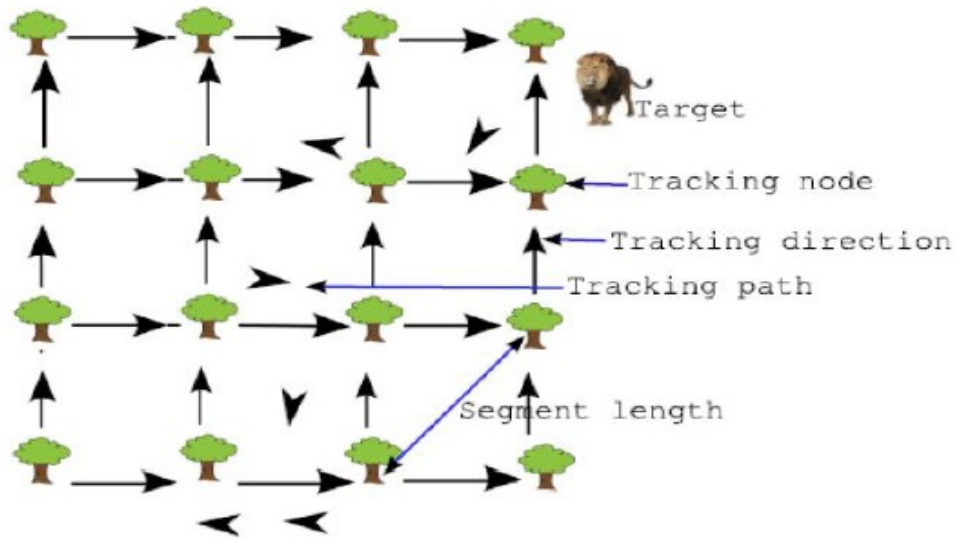 Target
Tracking node
Tracking direction
Tracking path
Segment length